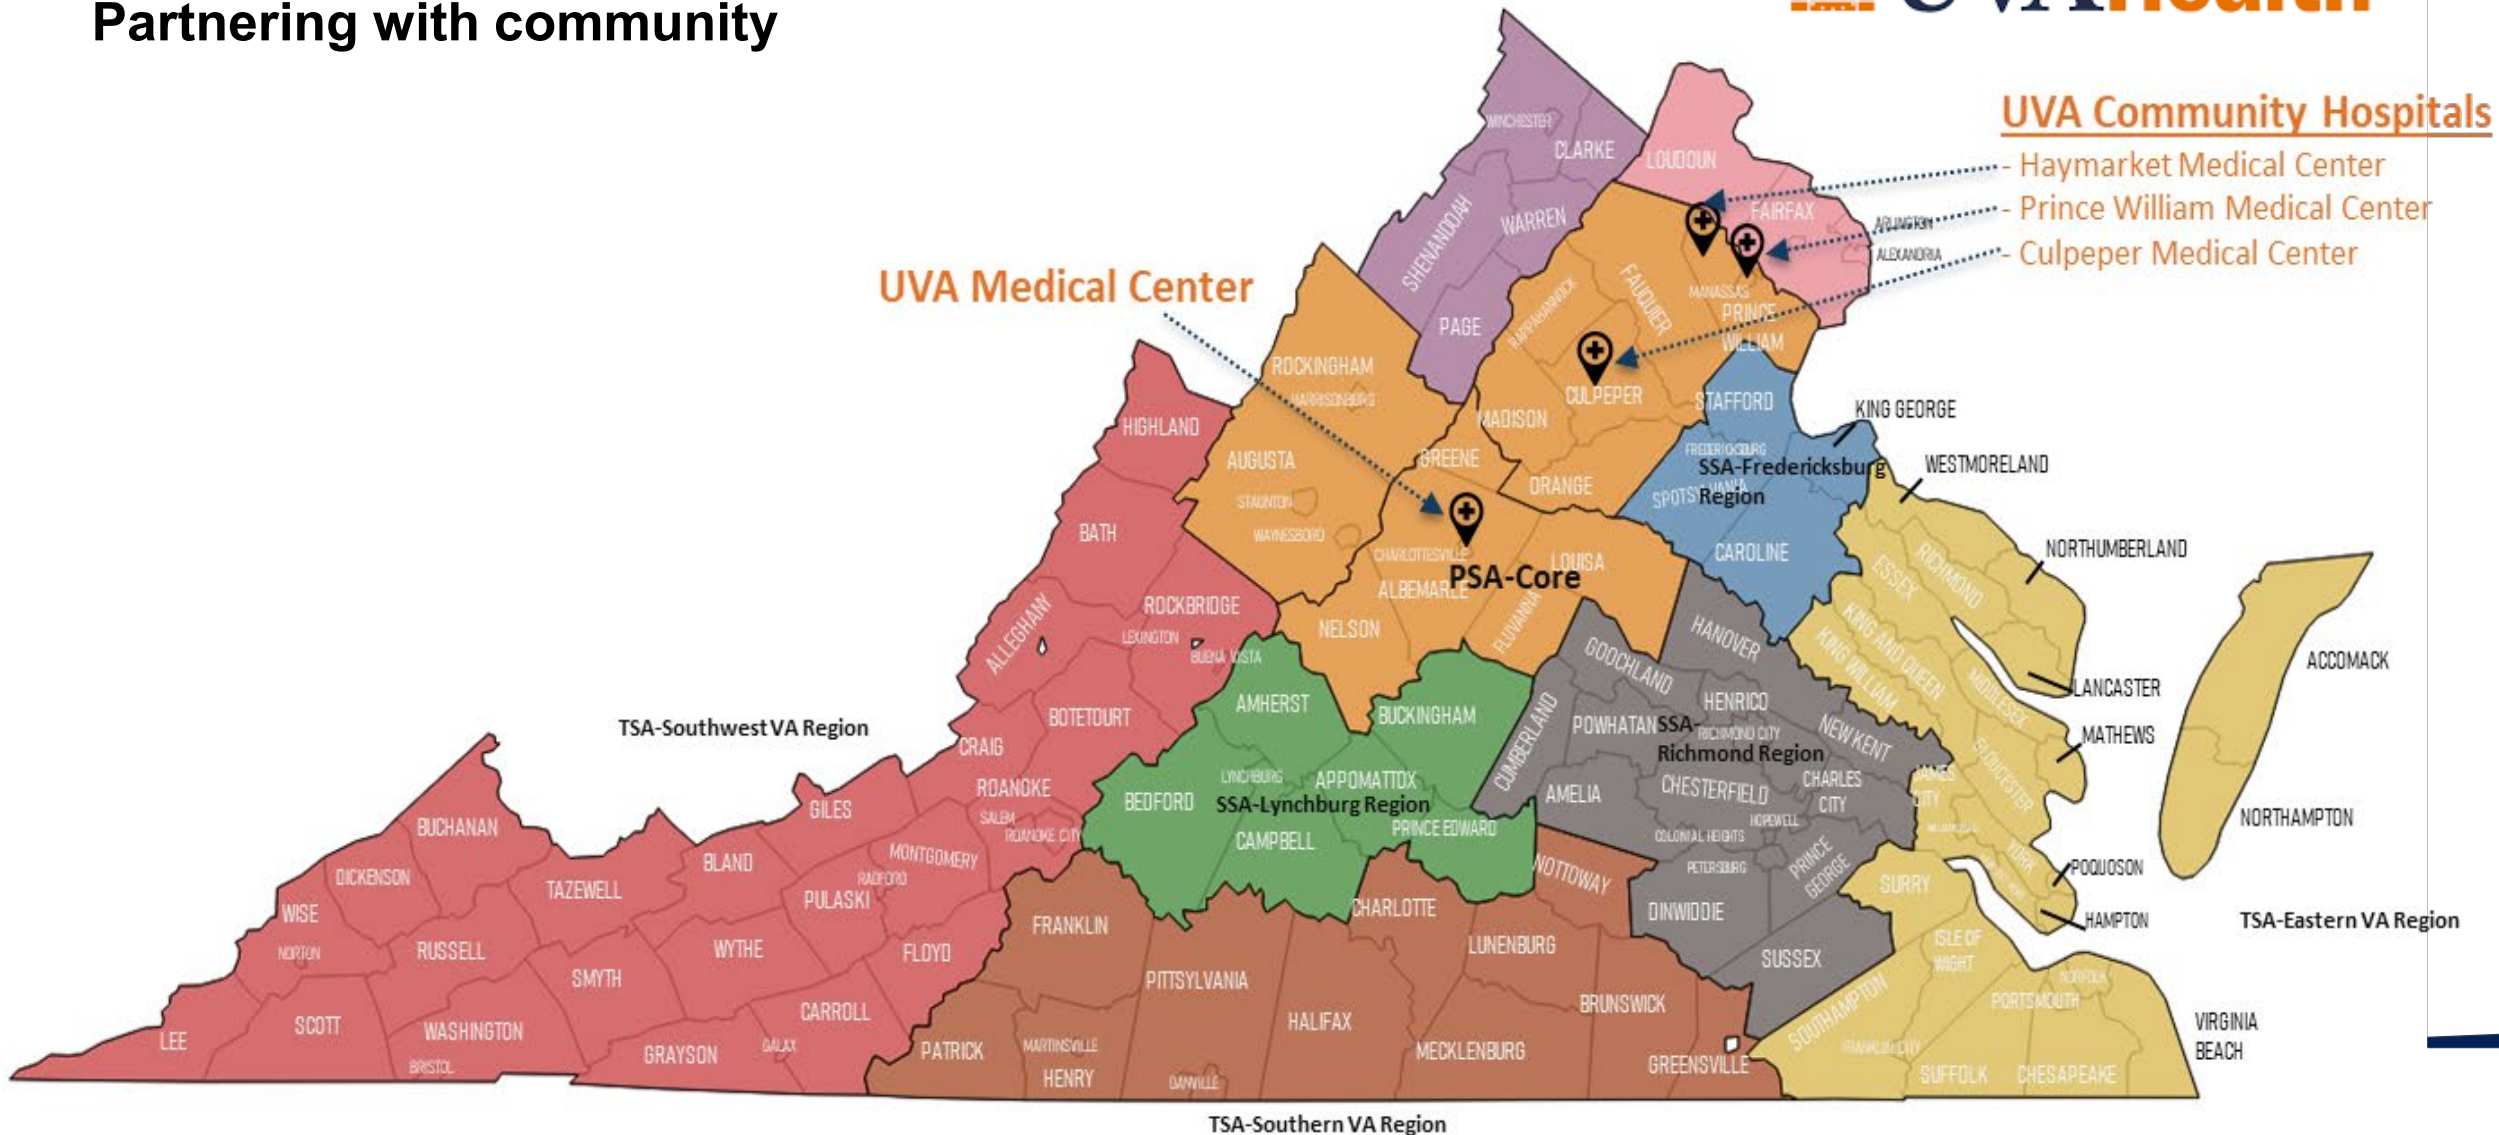 Partnering with community
UVA Health
UVA Community Hospitals
- Haymarket Medical Center
- Prince William Medical Center
- Culpeper Medical Center
UVA Medical Center
WINCHESTER
CLARKE
LOUDOUN
SHENANDOAH
WARREN
FAIRFAX
ARLINGTON
ALEXANDRIA
PAGE
RAPPAHANNOCK
FAUQUIER
MANASSAS
PRINCE
WILLIAM
ROCKINGHAM
HARRISONBURG
CULPEPER
MADISON
STAFFORD
KING GEORGE
HIGHLAND
AUGUSTA
GREENE
ORANGE
FREDERICKSBURG
SSA-Fredericksburg
Region
SPOTSYLVANIA
WESTMORELAND
STAUNTON
WAYNESBORO
BATH
CHARLOTTESVILLE
LOUISA
PSA-Core
ALBEMARLE
CAROLINE
ESSEX
RICHMOND
NORTHUMBERLAND
ALLEGHANY
ROCKBRIDGE
LEXINGTON
BUENA VISTA
NELSON
FLUVANNA
GOOCHLAND
HANOVER
KING AND QUEEN
KING WILLIAM
ACCOMACK
TSA-Southwest VA Region
BOTETOURT
AMHERST
BUCKINGHAM
CUMBERLAND
POWHATAN
HENRICO
SSA-
Richmond Region
RICHMOND CITY
NEW KENT
MIDDLESEX
LANCASTER
MATHEWS
CRAIG
ROANOKE
SALEM
ROANOKE CITY
LYNCHBURG
APPOMATTOX
BEDFORD
SSA-Lynchburg Region
CAMPBELL
PRINCE EDWARD
AMELIA
CHESTERFIELD
CHARLES
CITY
HOPEWELL
COLONIAL HEIGHTS
JAMES
CITY
GLOUCESTER
NORTHAMPTON
BUCHANAN
GILES
DICKENSON
TAZEWELL
BLAND
MONTGOMERY
RADFORD
PULASKI
NOTTOWAY
PETERSBURG
PRINCE
GEORGE
YORK
POQUOSON
SURRY
HAMPTON
TSA-Eastern VA Region
WISE
NORTON
RUSSELL
SMYTH
WYTHE
FLOYD
FRANKLIN
CHARLOTTE
LUNENBURG
DINWIDDIE
SUSSEX
ISLE OF
WIGHT
NORFOLK
PORTSMOUTH
LEE
SCOTT
WASHINGTON
BRISTOL
GRAYSON
GALAX
CARROLL
PATRICK
MARTINSVILLE
HENRY
PITTSYLVANIA
DANVILLE
HALIFAX
MECKLENBURG
BRUNSWICK
GREENSVILLE
SOUTHAMPTON
FRANKLIN CITY
SUFFOLK
CHESAPEAKE
VIRGINIA
BEACH
TSA-Southern VA Region